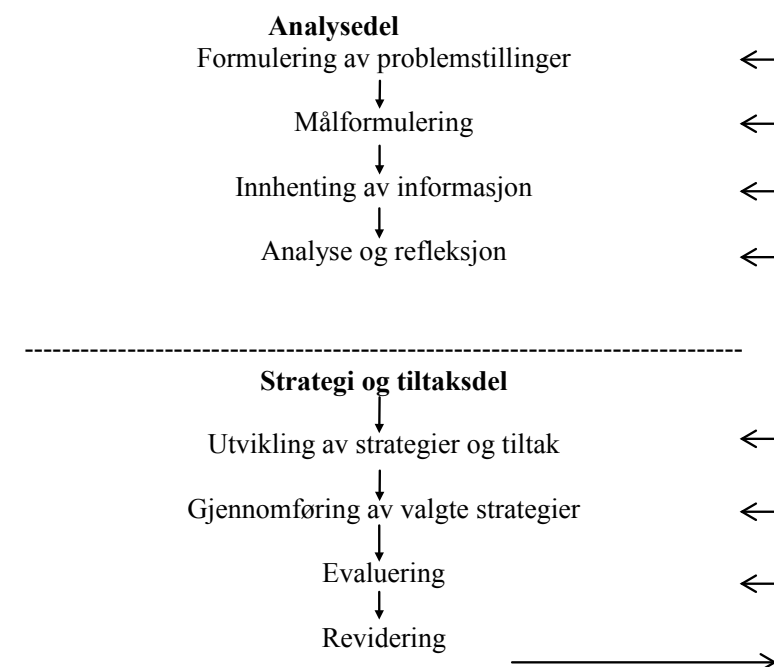 Analysedel
Formulering av problemstillinger
Målformulering
Innhenting av informasjon
Analyse og refleksjon
Strategi og tiltaksdel
Utvikling av strategier og tiltak
Gjennomføring av valgte strategier
Evaluering
Revidering